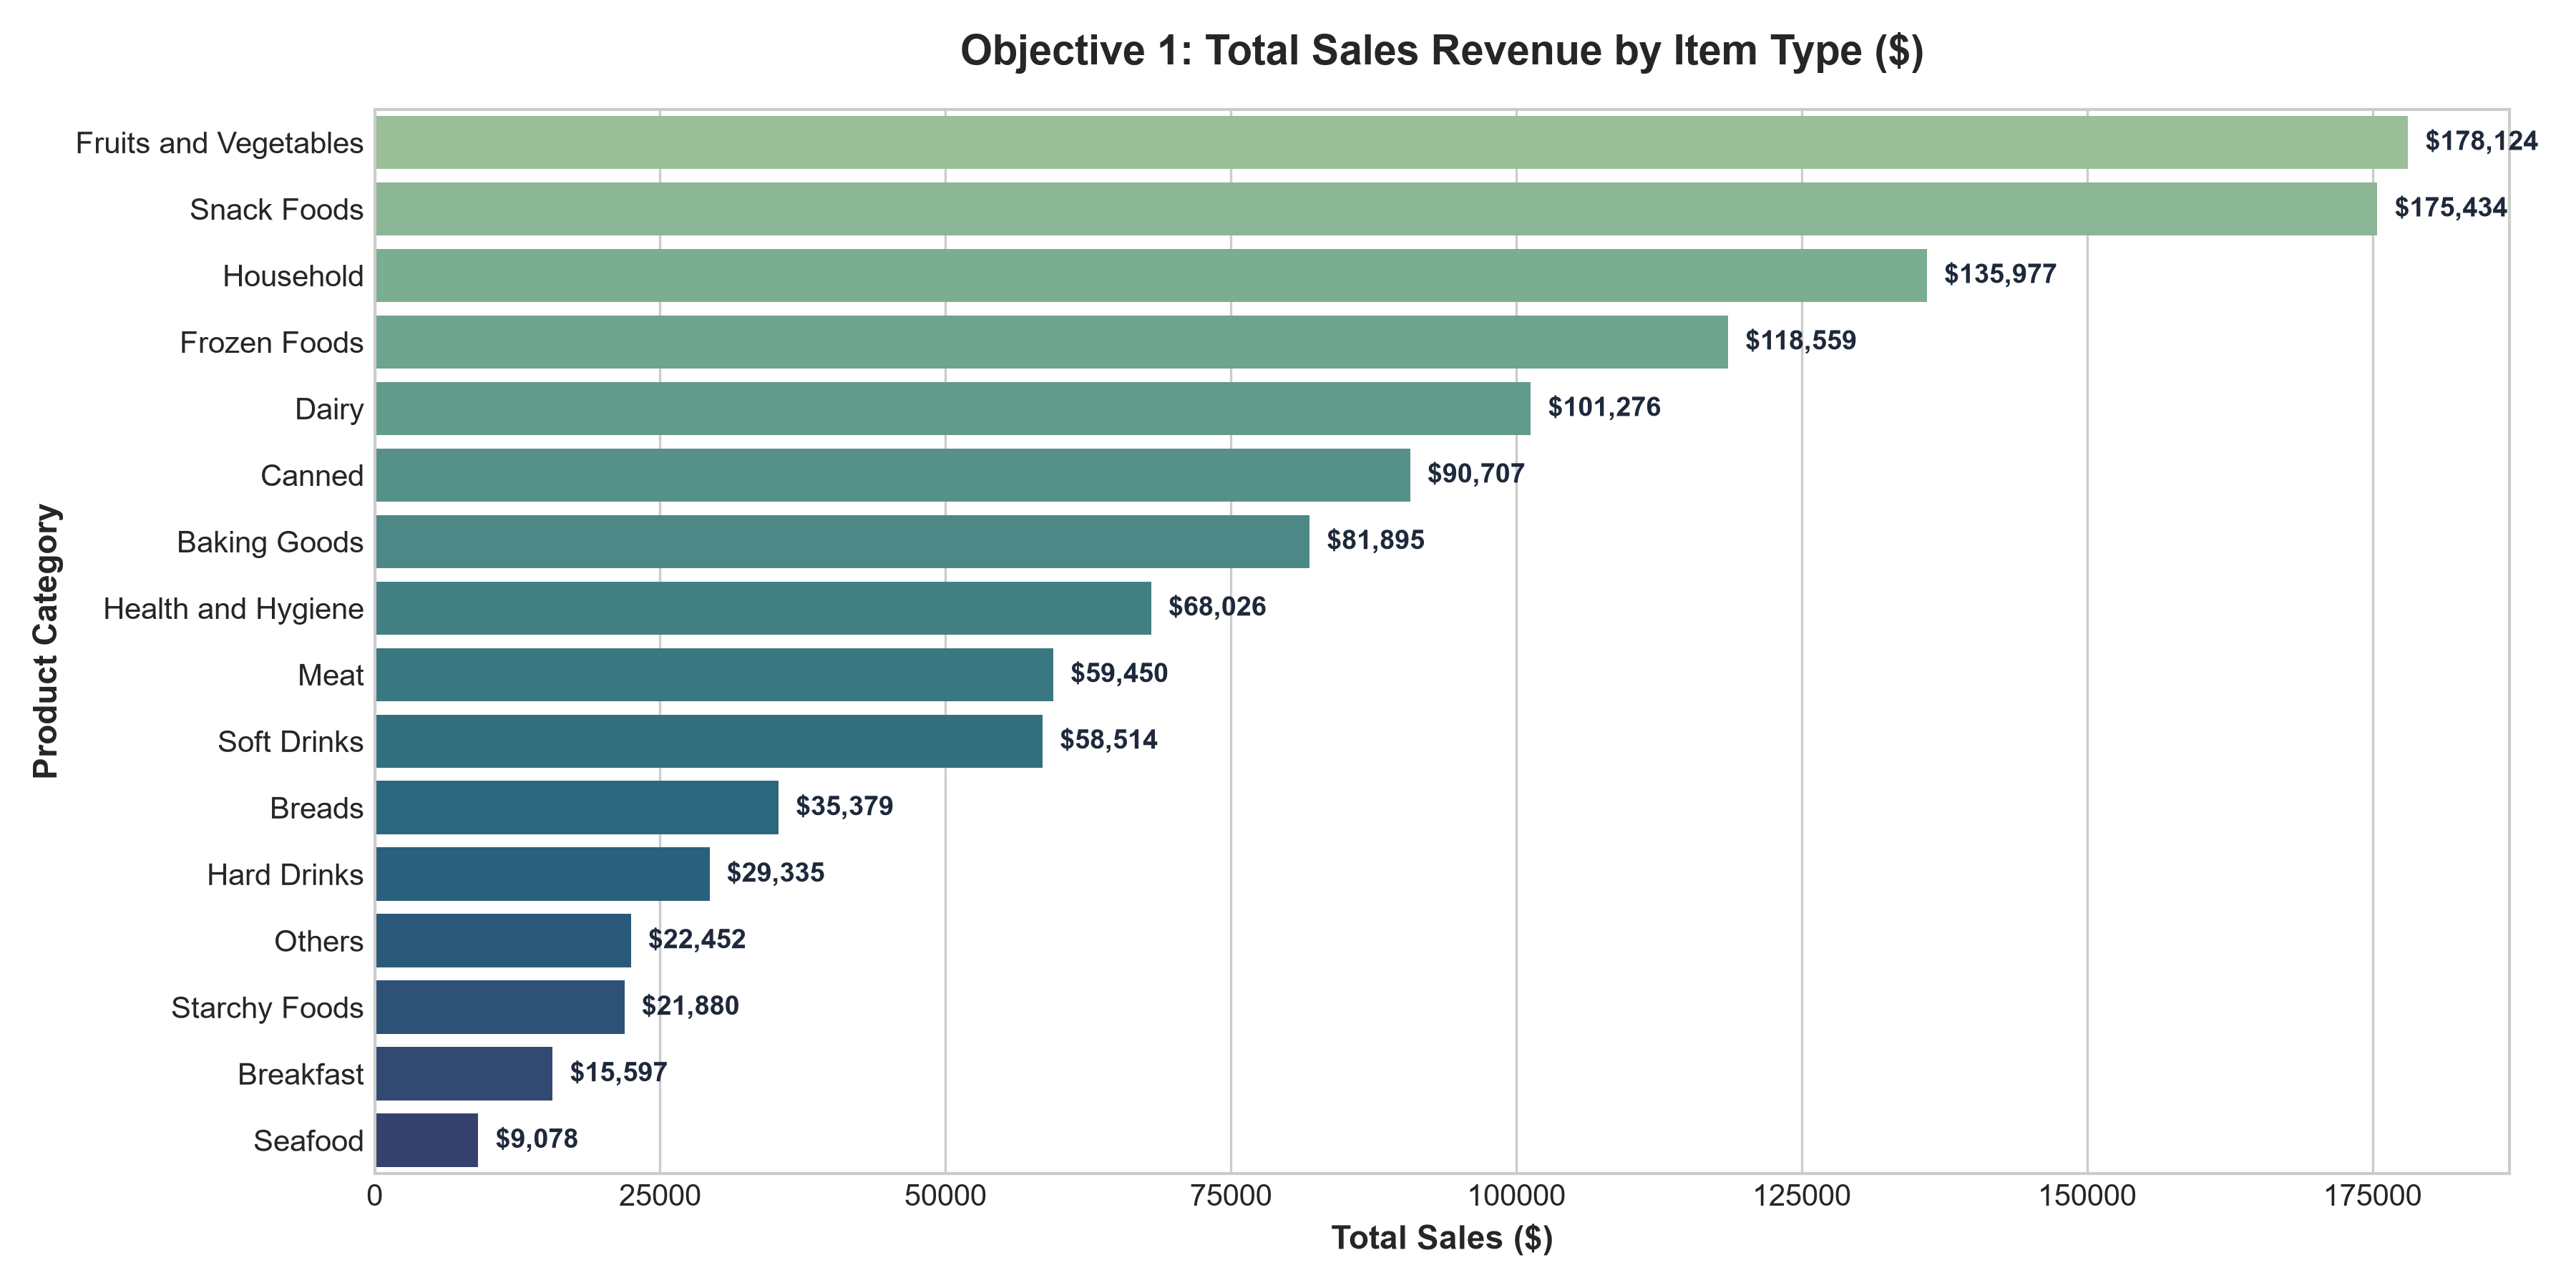 Objective 1: Total Sales Revenue by Item Type ($)
Product Category
Fruits and Vegetables $178,124
Snack Foods $175,434
Household $135,977
Frozen Foods $118,559
Dairy $101,276
Canned $90,707
Baking Goods $81,895
Health and Hygiene $68,026
Meat $59,450
Soft Drinks $58,514
Breads $35,379
Hard Drinks $29,335
Others $22,452
Starchy Foods $21,880
Breakfast $15,597
Seafood $9,078
0 25000 50000 75000 100000 125000 150000 175000
Total Sales ($)